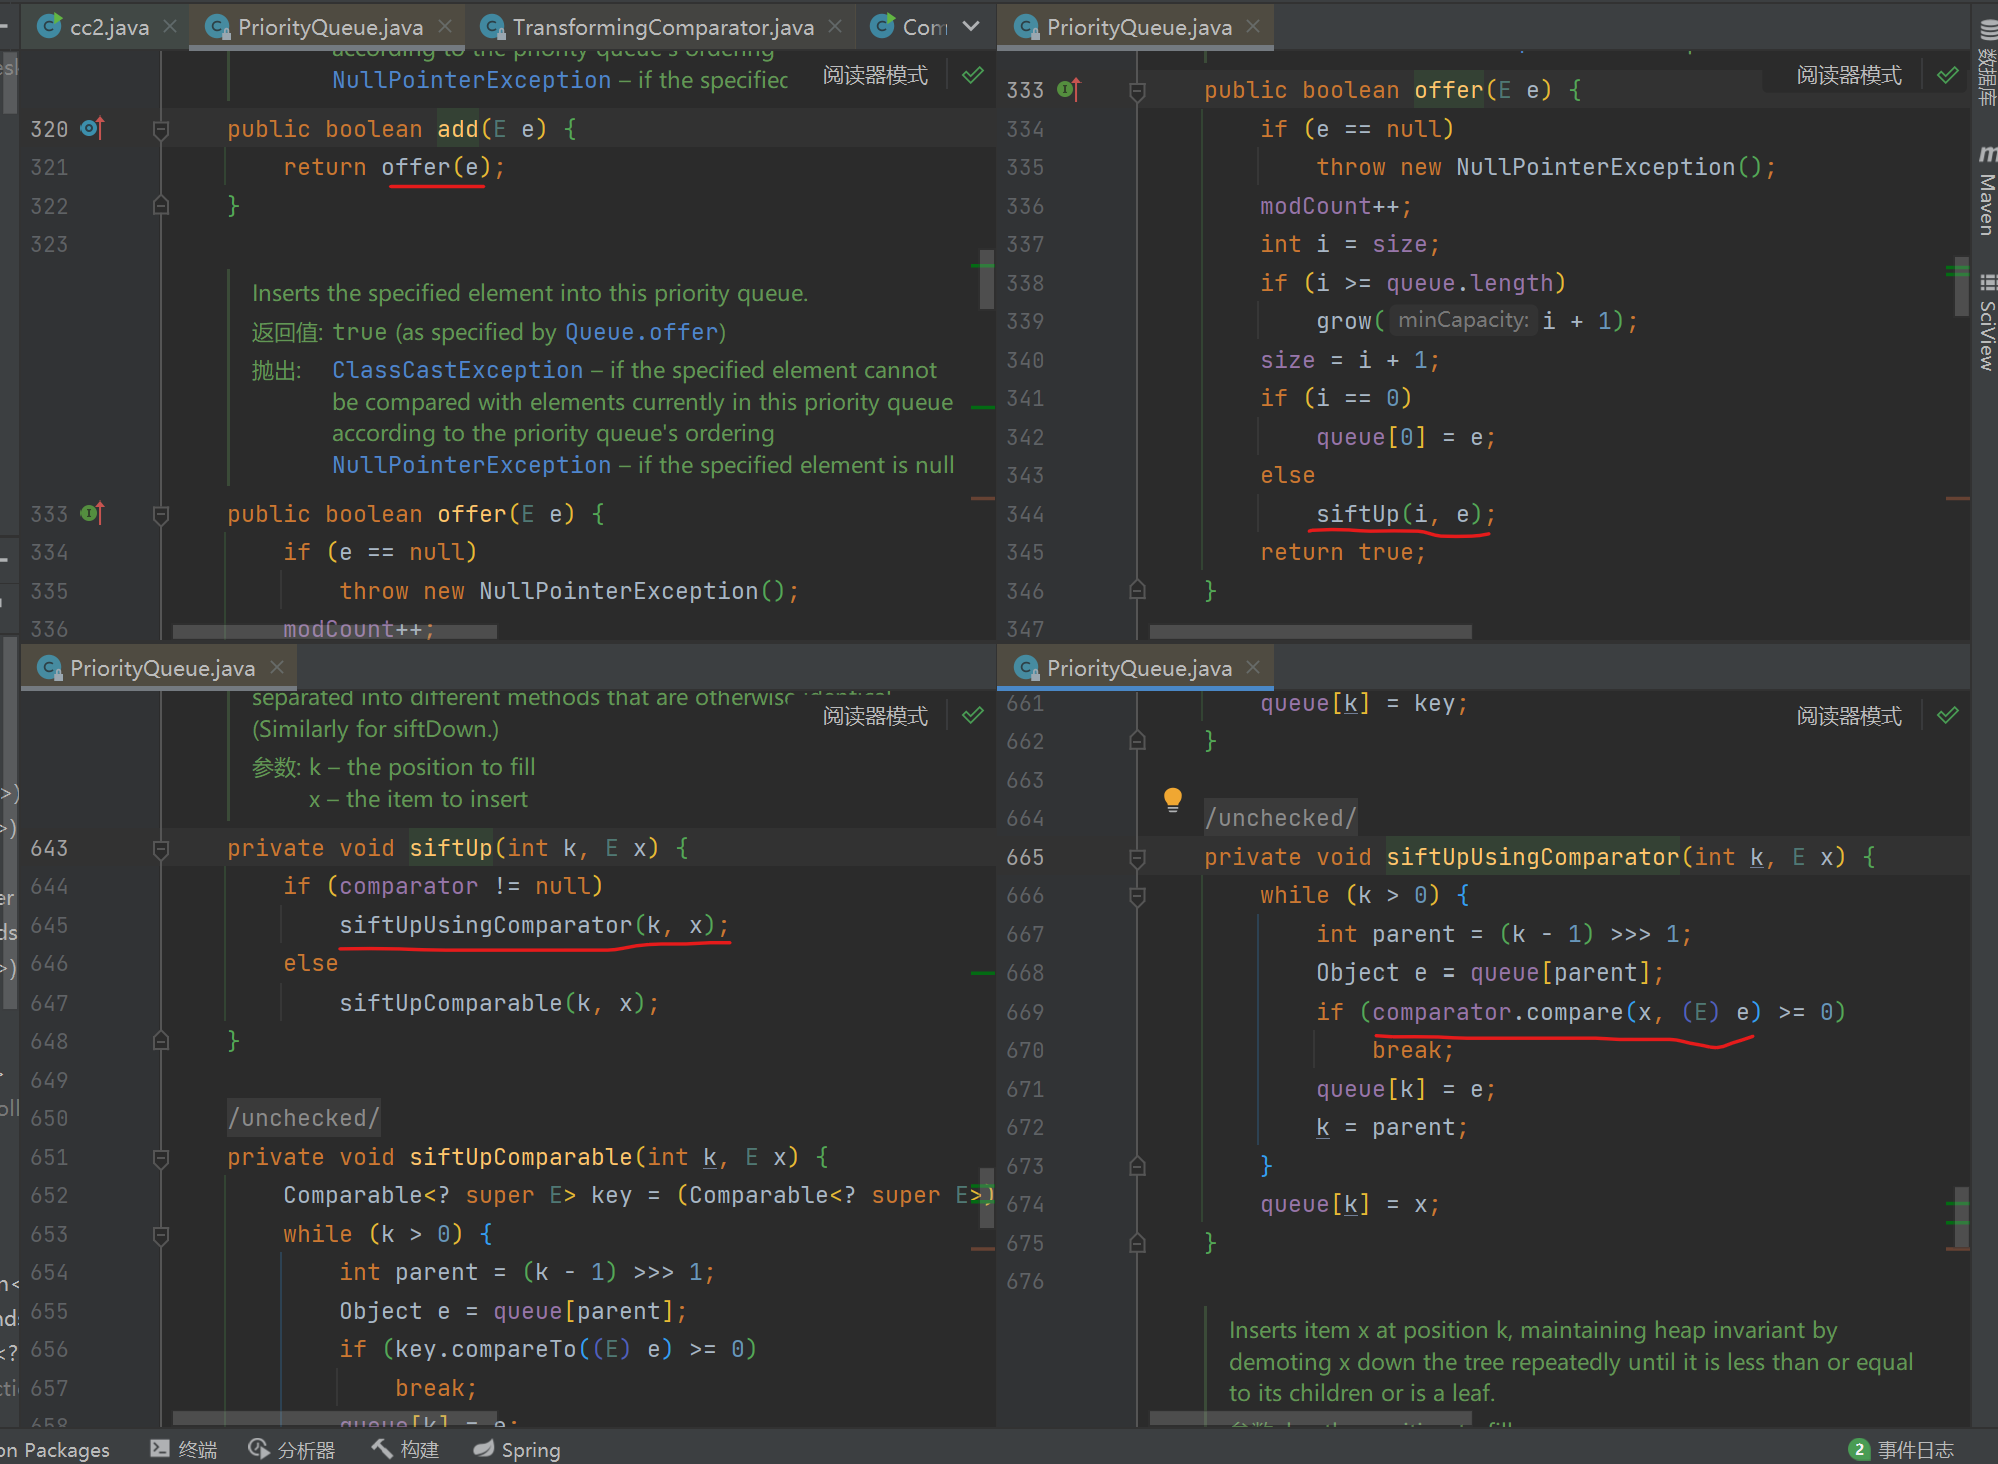 cc2.java
PriorityQueue.java
TransformingComparator.java
Com
according to the priority queue's ordering
NullPointerException – if the specified
阅读器模式
320 public boolean add(E e) {
321 return offer(e);
322 }
323
Inserts the specified element into this priority queue.
返回值: true (as specified by Queue.offer)
抛出: ClassCastException – if the specified element cannot
be compared with elements currently in this priority queue
according to the priority queue's ordering
NullPointerException – if the specified element is null
333 public boolean offer(E e) {
334 if (e == null)
335 throw new NullPointerException();
336 modCount++;
PriorityQueue.java
阅读器模式
333 public boolean offer(E e) {
334 if (e == null)
335 throw new NullPointerException();
336 modCount++;
337 int i = size;
338 if (i >= queue.length)
339 grow( minCapacity: i + 1);
340 size = i + 1;
341 if (i == 0)
342 queue[0] = e;
343 else
344 siftUp(i, e);
345 return true;
346 }
347
PriorityQueue.java
separated into different methods that are otherwise identical.
(Similarly for siftDown.)
阅读器模式
参数: k – the position to fill
x – the item to insert
643 private void siftUp(int k, E x) {
644 if (comparator != null)
645 siftUpUsingComparator(k, x);
646 else
647 siftUpComparable(k, x);
648 }
649
650 /unchecked/
651 private void siftUpComparable(int k, E x) {
652 Comparable<? super E> key = (Comparable<? super E>)
653 while (k > 0) {
654 int parent = (k - 1) >>> 1;
655 Object e = queue[parent];
656 if (key.compareTo((E) e) >= 0)
657 break;
658 queue[k] = e;
PriorityQueue.java
661 queue[k] = key;
阅读器模式
662 }
663
664 /unchecked/
665 private void siftUpUsingComparator(int k, E x) {
666 while (k > 0) {
667 int parent = (k - 1) >>> 1;
668 Object e = queue[parent];
669 if (comparator.compare(x, (E) e) >= 0)
670 break;
671 queue[k] = e;
672 k = parent;
673 }
674 queue[k] = x;
675 }
676
Inserts item x at position k, maintaining heap invariant by
demoting x down the tree repeatedly until it is less than or equal
to its children or is a leaf.
数据库
Maven
SciView
on Packages
终端
分析器
构建
Spring
2 事件日志